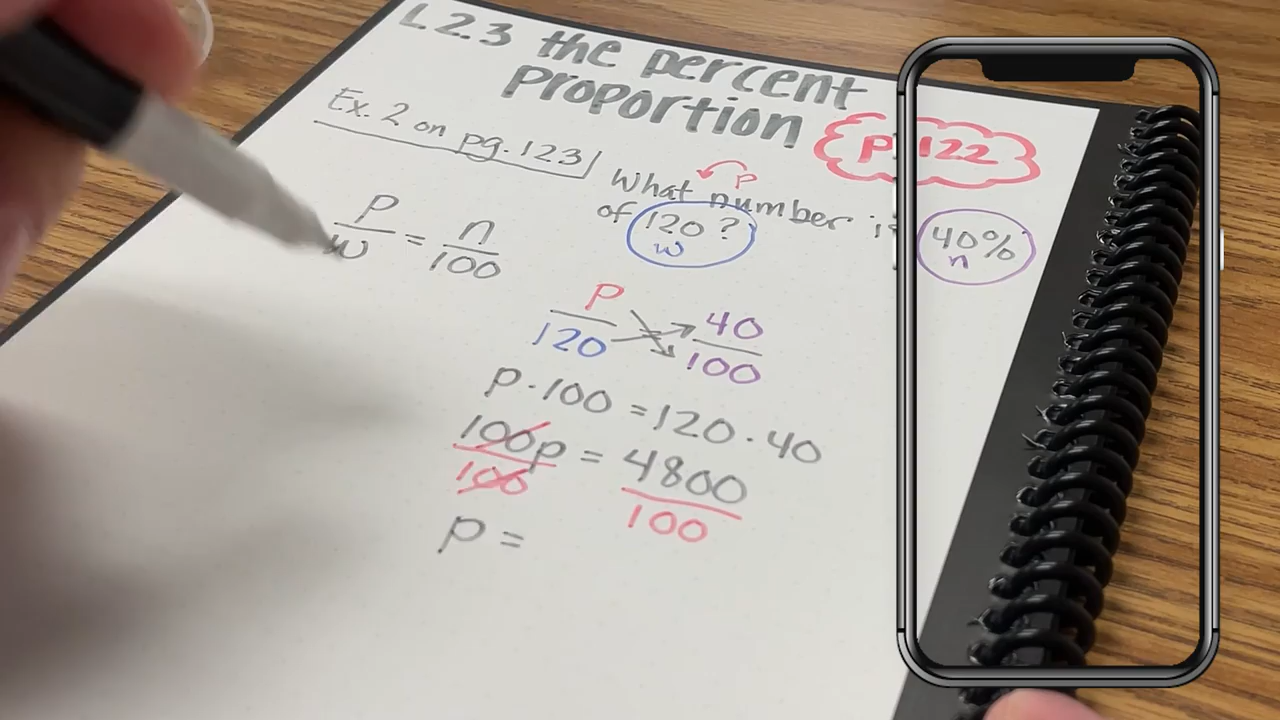 L.2.3 the percent
proportion
p. 122
Ex. 2 on pg. 123
P
What number is 40%
n
of 120?
w
P/w = n/100
P/120 40/100
p · 100 = 120 · 40
100p/100 = 4800/100
p =